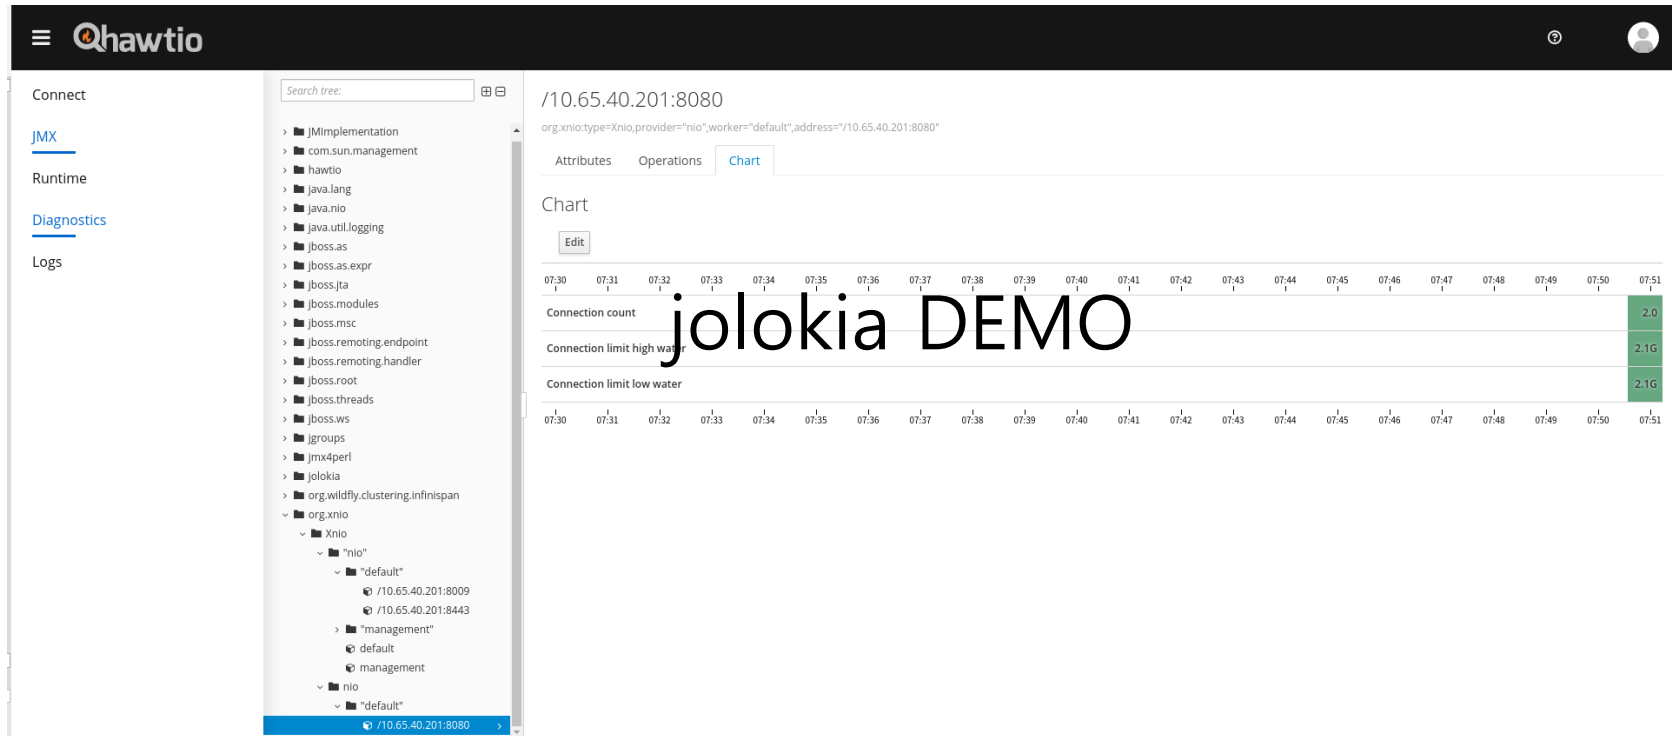 hawtio
Connect
JMX
Runtime
Diagnostics
Logs
Search tree:
JMImplementation
com.sun.management
hawtio
java.lang
java.nio
java.util.logging
jboss.as
jboss.as.expr
jboss.jta
jboss.modules
jboss.msc
jboss.remoting.endpoint
jboss.remoting.handler
jboss.root
jboss.threads
jboss.ws
jgroups
jmx4perl
jolokia
org.wildfly.clustering.infinispan
org.xnio
Xnio
"nio"
"default"
/10.65.40.201:8009
/10.65.40.201:8443
"management"
default
management
nio
"default"
/10.65.40.201:8080
/10.65.40.201:8080
org.xnio:type=Xnio,provider="nio",worker="default",address="/10.65.40.201:8080"
Attributes Operations Chart
Chart
Edit
07:30 07:31 07:32 07:33 07:34 07:35 07:36 07:37 07:38 07:39 07:40 07:41 07:42 07:43 07:44 07:45 07:46 07:47 07:48 07:49 07:50 07:51
Connection count 2.0
jolokia DEMO
Connection limit high water 2.1G
Connection limit low water 2.1G
07:30 07:31 07:32 07:33 07:34 07:35 07:36 07:37 07:38 07:39 07:40 07:41 07:42 07:43 07:44 07:45 07:46 07:47 07:48 07:49 07:50 07:51